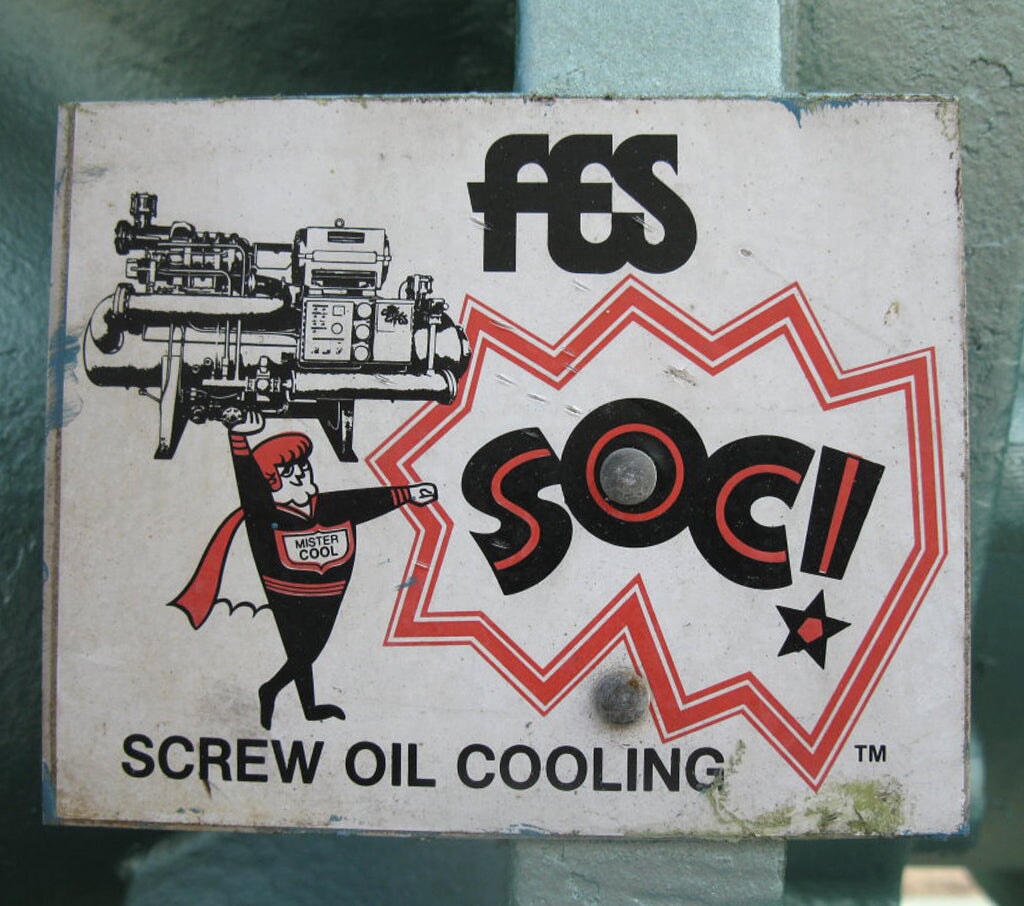 FES
SOC!
MISTER
COOL
SCREW OIL COOLING
TM